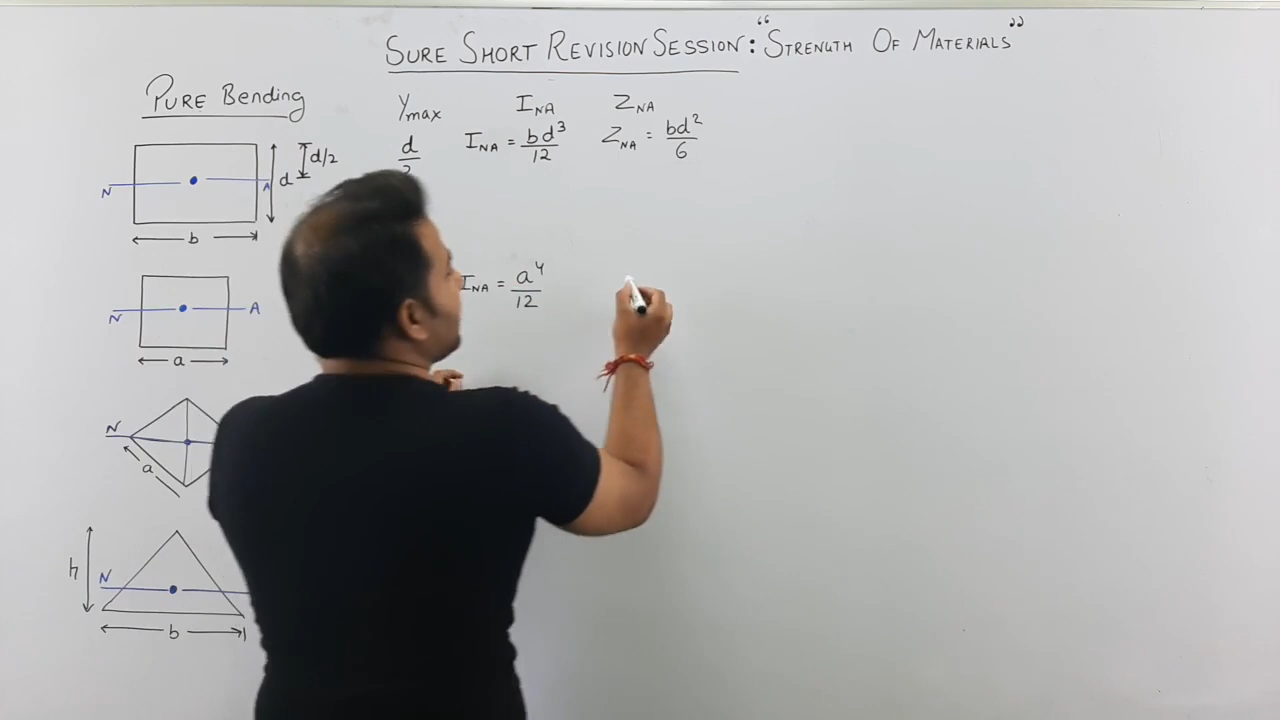 SURE SHORT REVISION SESSION: "STRENGTH OF MATERIALS"
PURE Bending
Ymax INA ZNA
d/2 INA = bd³/12 ZNA = bd²/6
d/2
d
N A
b
INA = a⁴/12
N A
a
N
a
h
N
b